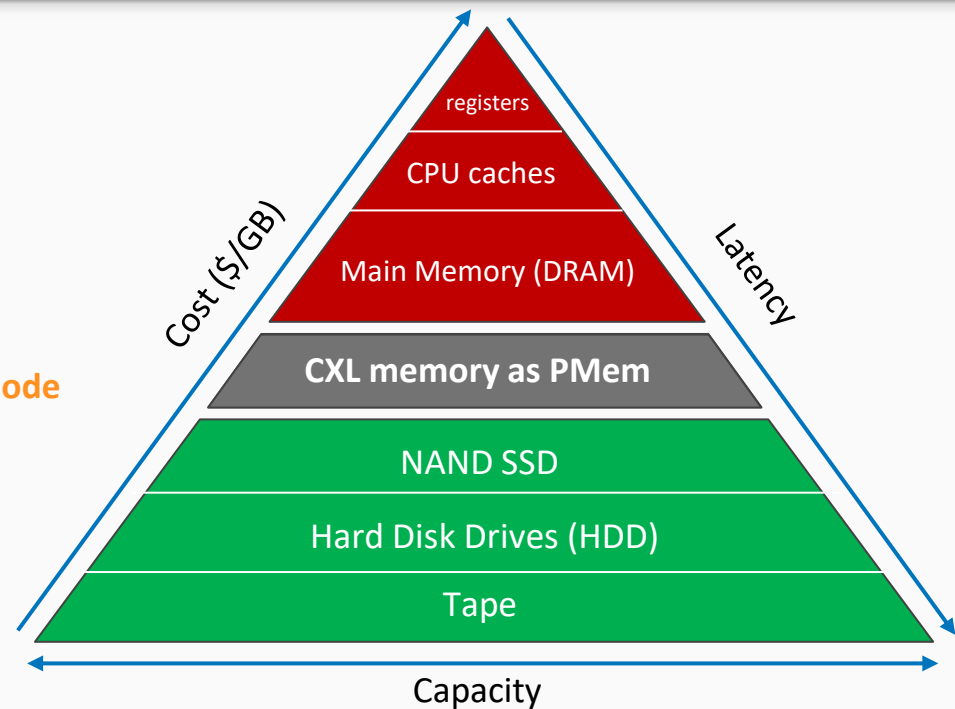 registers
CPU caches
Cost ($/GB)
Latency
Main Memory (DRAM)
CXL memory as PMem
ode
NAND SSD
Hard Disk Drives (HDD)
Tape
Capacity